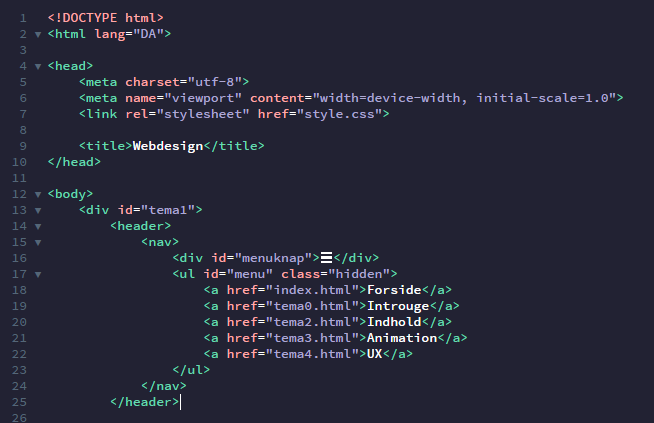 1 <!DOCTYPE html>
2 <html lang="DA">
3
4 <head>
5 <meta charset="utf-8">
6 <meta name="viewport" content="width=device-width, initial-scale=1.0">
7 <link rel="stylesheet" href="style.css">
8
9 <title>Webdesign</title>
10 </head>
11
12 <body>
13 <div id="tema1">
14 <header>
15 <nav>
16 <div id="menuknap">☰</div>
17 <ul id="menu" class="hidden">
18 <a href="index.html">Forside</a>
19 <a href="tema0.html">Introuge</a>
20 <a href="tema2.html">Indhold</a>
21 <a href="tema3.html">Animation</a>
22 <a href="tema4.html">UX</a>
23 </ul>
24 </nav>
25 </header>
26